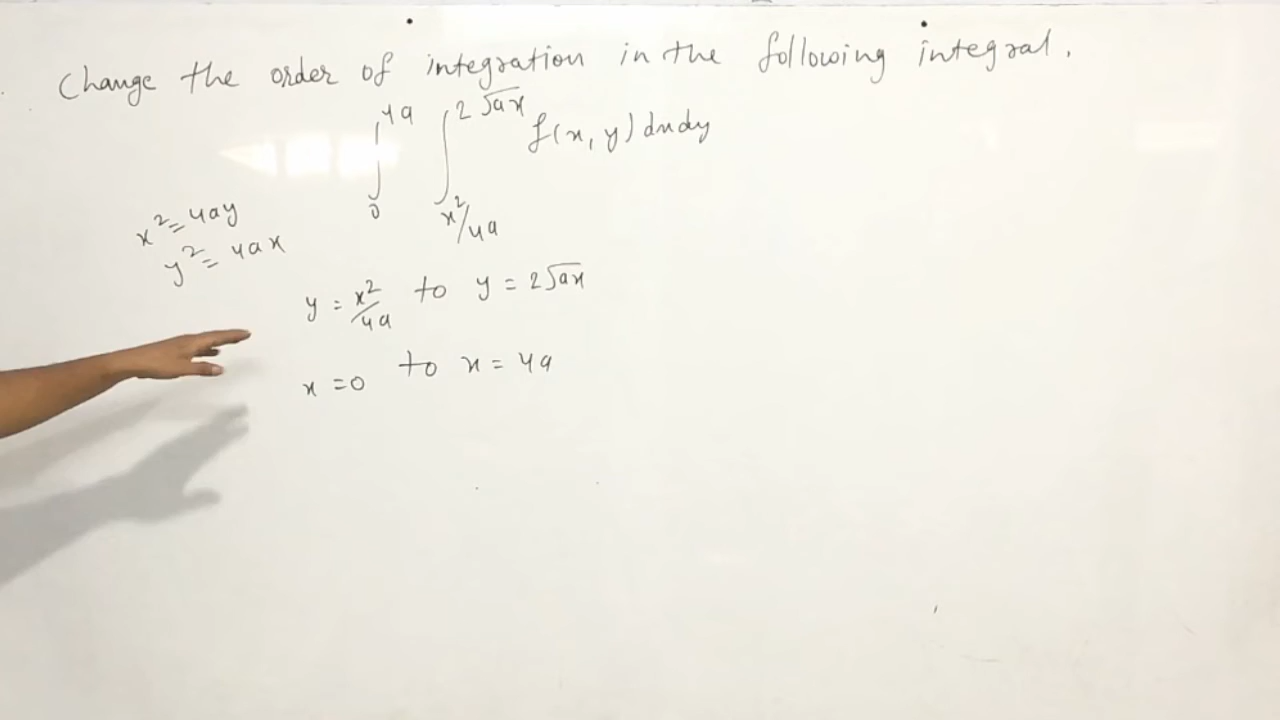 Change the order of integration in the following integral.
∫₀^{4a} ∫_{x²/4a}^{2√ax} f(x, y) dx dy
x² = 4ay
y² = 4ax
y = x²/4a to y = 2√ax
x = 0 to x = 4a